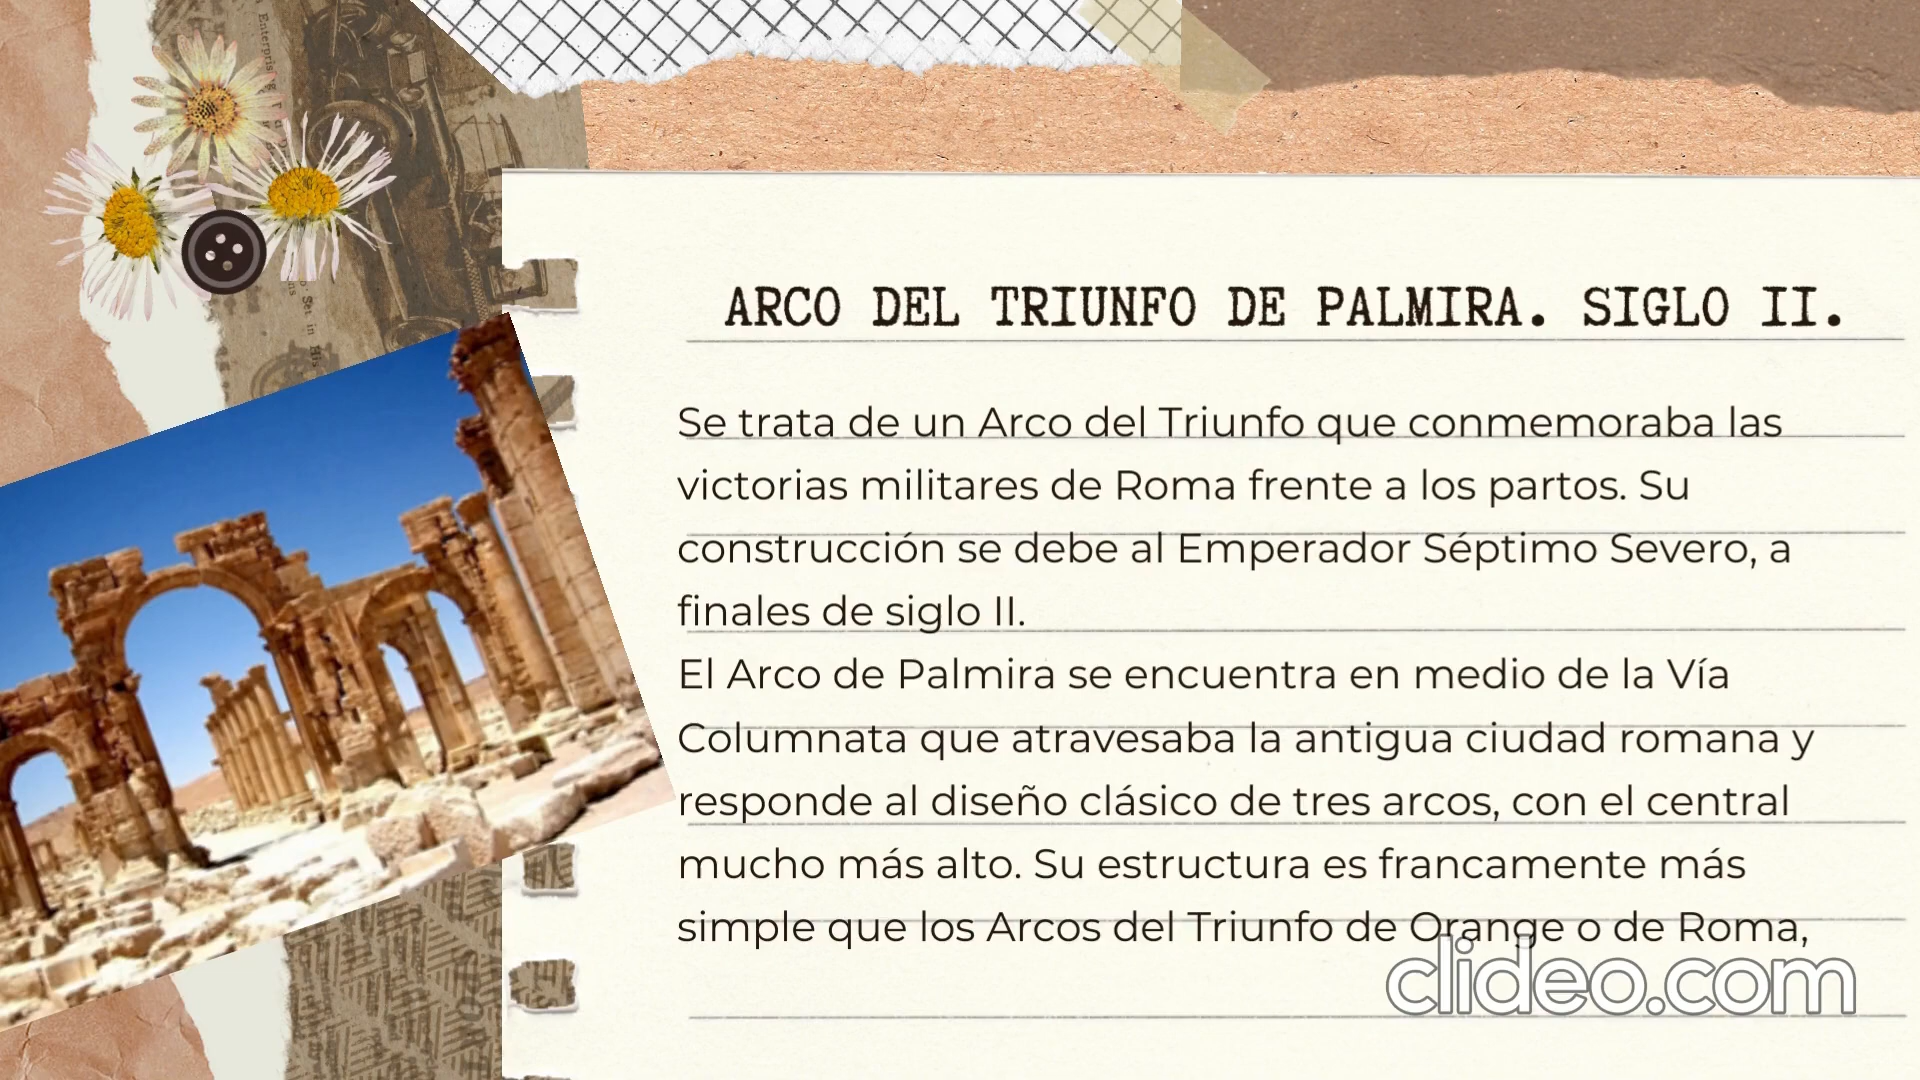 ARCO DEL TRIUNFO DE PALMIRA. SIGLO II.
Se trata de un Arco del Triunfo que conmemoraba las
victorias militares de Roma frente a los partos. Su
construcción se debe al Emperador Séptimo Severo, a
finales de siglo II.
El Arco de Palmira se encuentra en medio de la Vía
Columnata que atravesaba la antigua ciudad romana y
responde al diseño clásico de tres arcos, con el central
mucho más alto. Su estructura es francamente más
simple que los Arcos del Triunfo de Orange o de Roma,
clideo.com